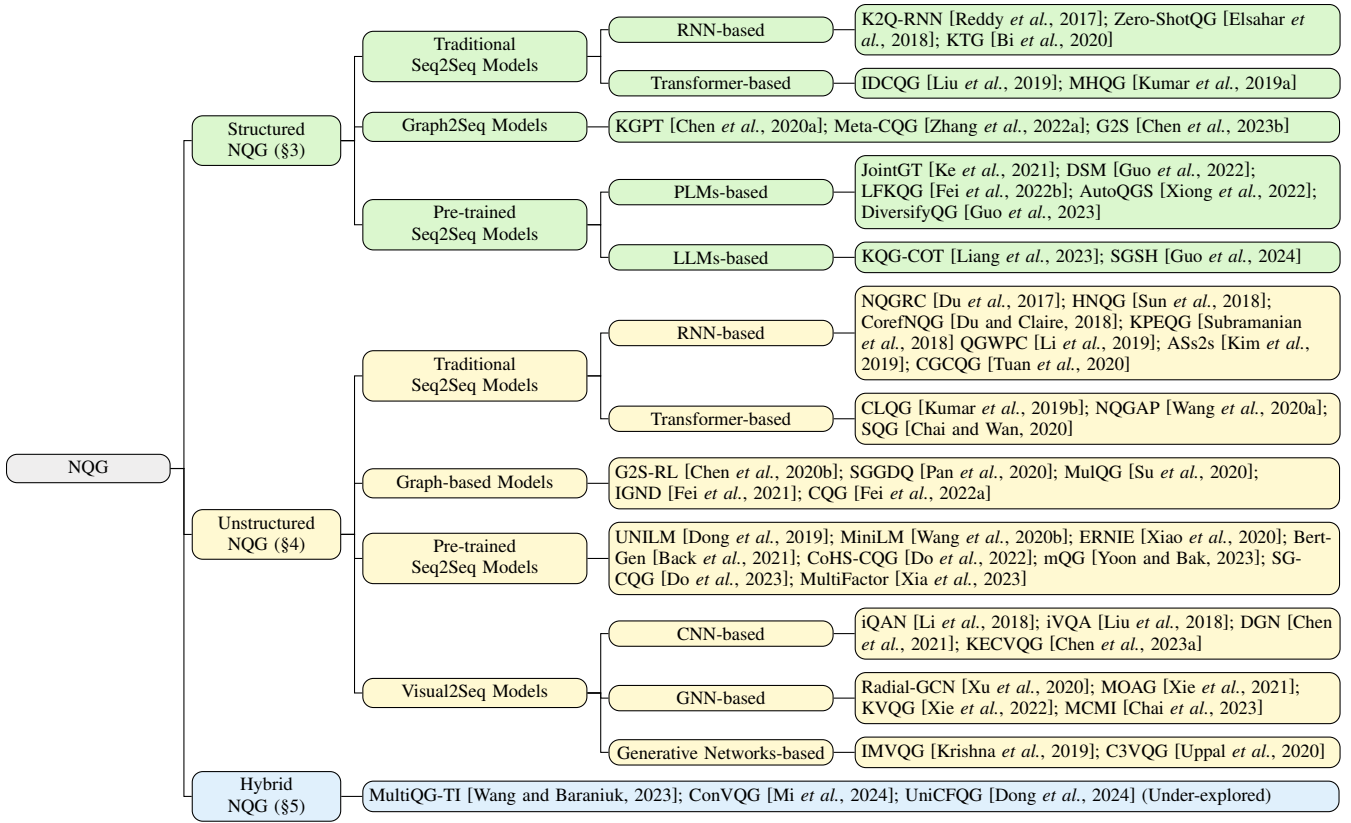 NQG
Structured
NQG (§3)
Traditional
Seq2Seq Models
RNN-based
K2Q-RNN [Reddy et al., 2017]; Zero-ShotQG [Elsahar et
al., 2018]; KTG [Bi et al., 2020]
Transformer-based
IDCQG [Liu et al., 2019]; MHQG [Kumar et al., 2019a]
Graph2Seq Models
KGPT [Chen et al., 2020a]; Meta-CQG [Zhang et al., 2022a]; G2S [Chen et al., 2023b]
Pre-trained
Seq2Seq Models
PLMs-based
JointGT [Ke et al., 2021]; DSM [Guo et al., 2022];
LFKQG [Fei et al., 2022b]; AutoQGS [Xiong et al., 2022];
DiversifyQG [Guo et al., 2023]
LLMs-based
KQG-COT [Liang et al., 2023]; SGSH [Guo et al., 2024]
Unstructured
NQG (§4)
Traditional
Seq2Seq Models
RNN-based
NQGRC [Du et al., 2017]; HNQG [Sun et al., 2018];
CorefNQG [Du and Claire, 2018]; KPEQG [Subramanian
et al., 2018] QGWPC [Li et al., 2019]; ASs2s [Kim et al.,
2019]; CGCQG [Tuan et al., 2020]
Transformer-based
CLQG [Kumar et al., 2019b]; NQGAP [Wang et al., 2020a];
SQG [Chai and Wan, 2020]
Graph-based Models
G2S-RL [Chen et al., 2020b]; SGGDQ [Pan et al., 2020]; MulQG [Su et al., 2020];
IGND [Fei et al., 2021]; CQG [Fei et al., 2022a]
Pre-trained
Seq2Seq Models
UNILM [Dong et al., 2019]; MiniLM [Wang et al., 2020b]; ERNIE [Xiao et al., 2020]; Bert-
Gen [Back et al., 2021]; CoHS-CQG [Do et al., 2022]; mQG [Yoon and Bak, 2023]; SG-
CQG [Do et al., 2023]; MultiFactor [Xia et al., 2023]
Visual2Seq Models
CNN-based
iQAN [Li et al., 2018]; iVQA [Liu et al., 2018]; DGN [Chen
et al., 2021]; KECVQG [Chen et al., 2023a]
GNN-based
Radial-GCN [Xu et al., 2020]; MOAG [Xie et al., 2021];
KVQG [Xie et al., 2022]; MCMI [Chai et al., 2023]
Generative Networks-based
IMVQG [Krishna et al., 2019]; C3VQG [Uppal et al., 2020]
Hybrid
NQG (§5)
MultiQG-TI [Wang and Baraniuk, 2023]; ConVQG [Mi et al., 2024]; UniCFQG [Dong et al., 2024] (Under-explored)